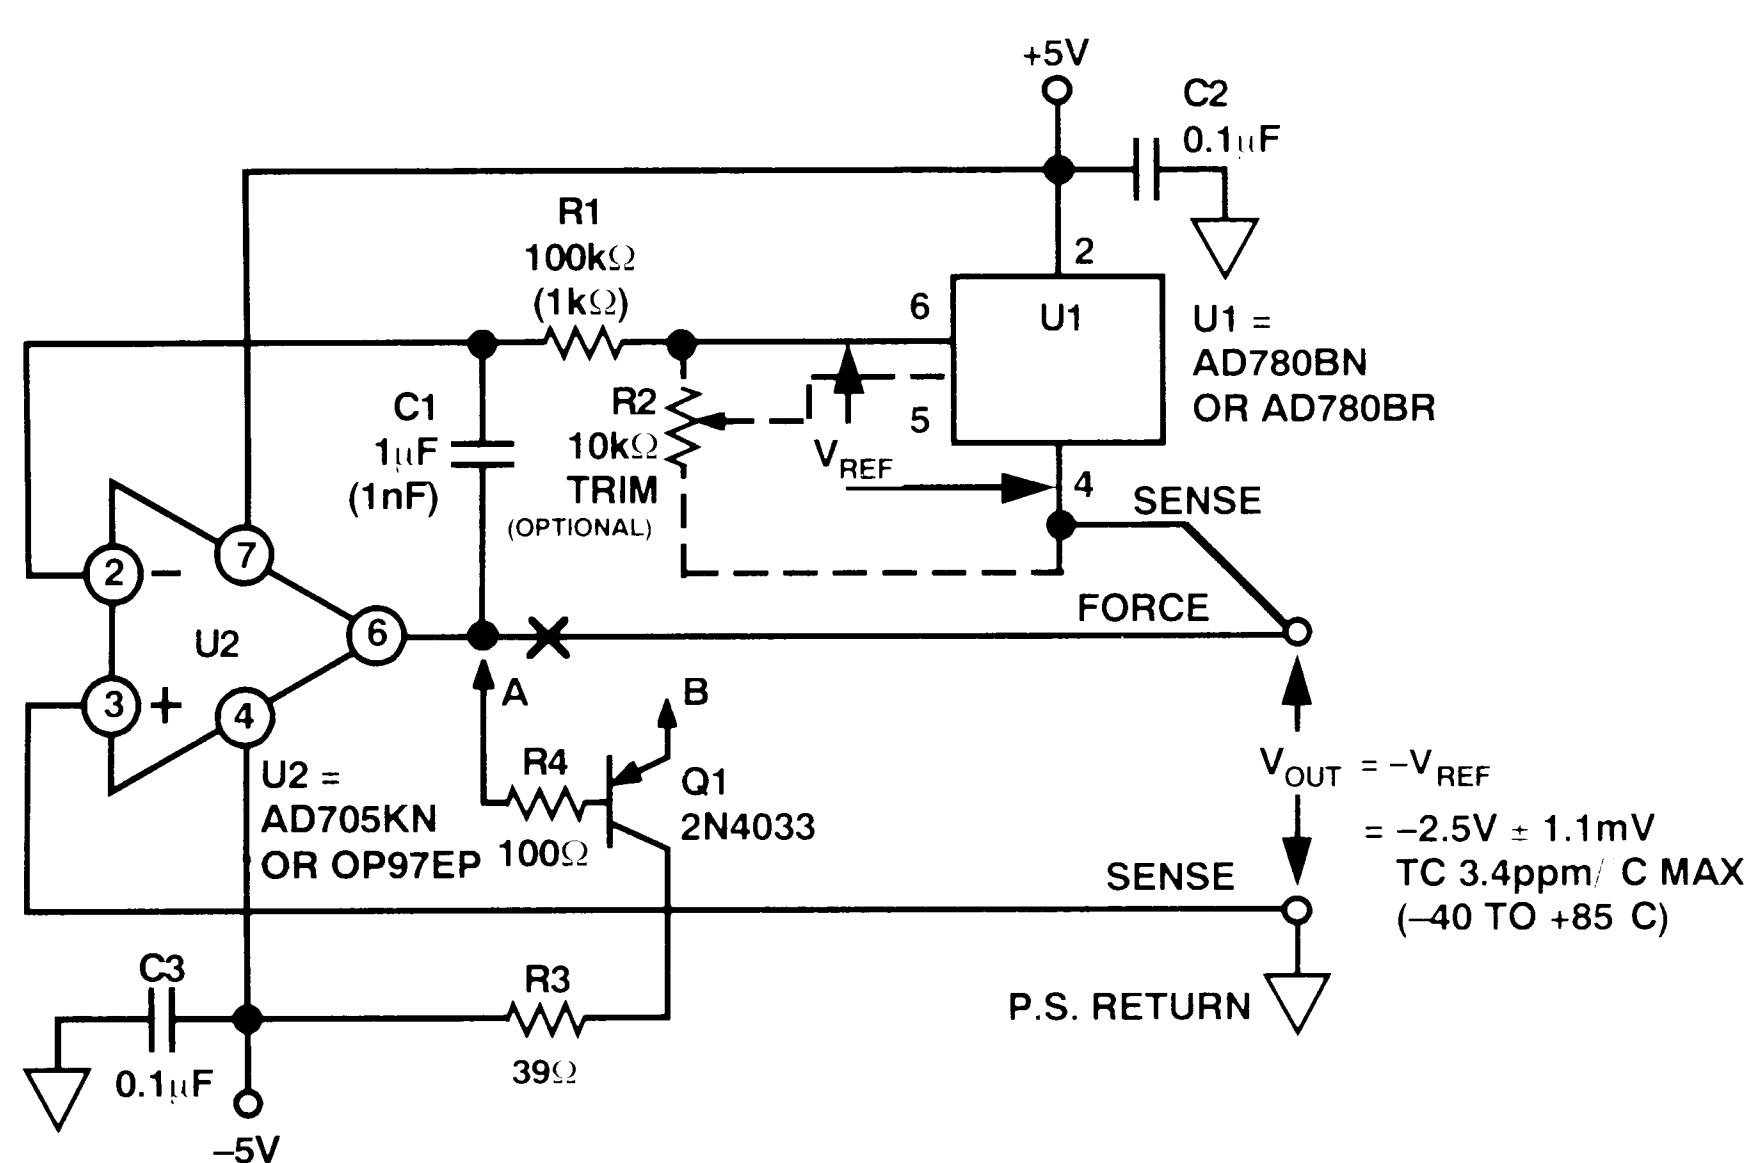 +5V
C2
0.1µF
R1
100kΩ
(1kΩ)
2
6
U1
U1 =
AD780BN
OR AD780BR
C1
1µF
(1nF)
R2
10kΩ
TRIM
(OPTIONAL)
5
VREF
4
SENSE
7
2
−
6
FORCE
U2
3
+
4
A
B
U2 =
AD705KN
OR OP97EP
R4
100Ω
Q1
2N4033
VOUT = −VREF
= −2.5V ± 1.1mV
TC 3.4ppm/ C MAX
(−40 TO +85 C)
SENSE
C3
0.1µF
R3
39Ω
P.S. RETURN
−5V